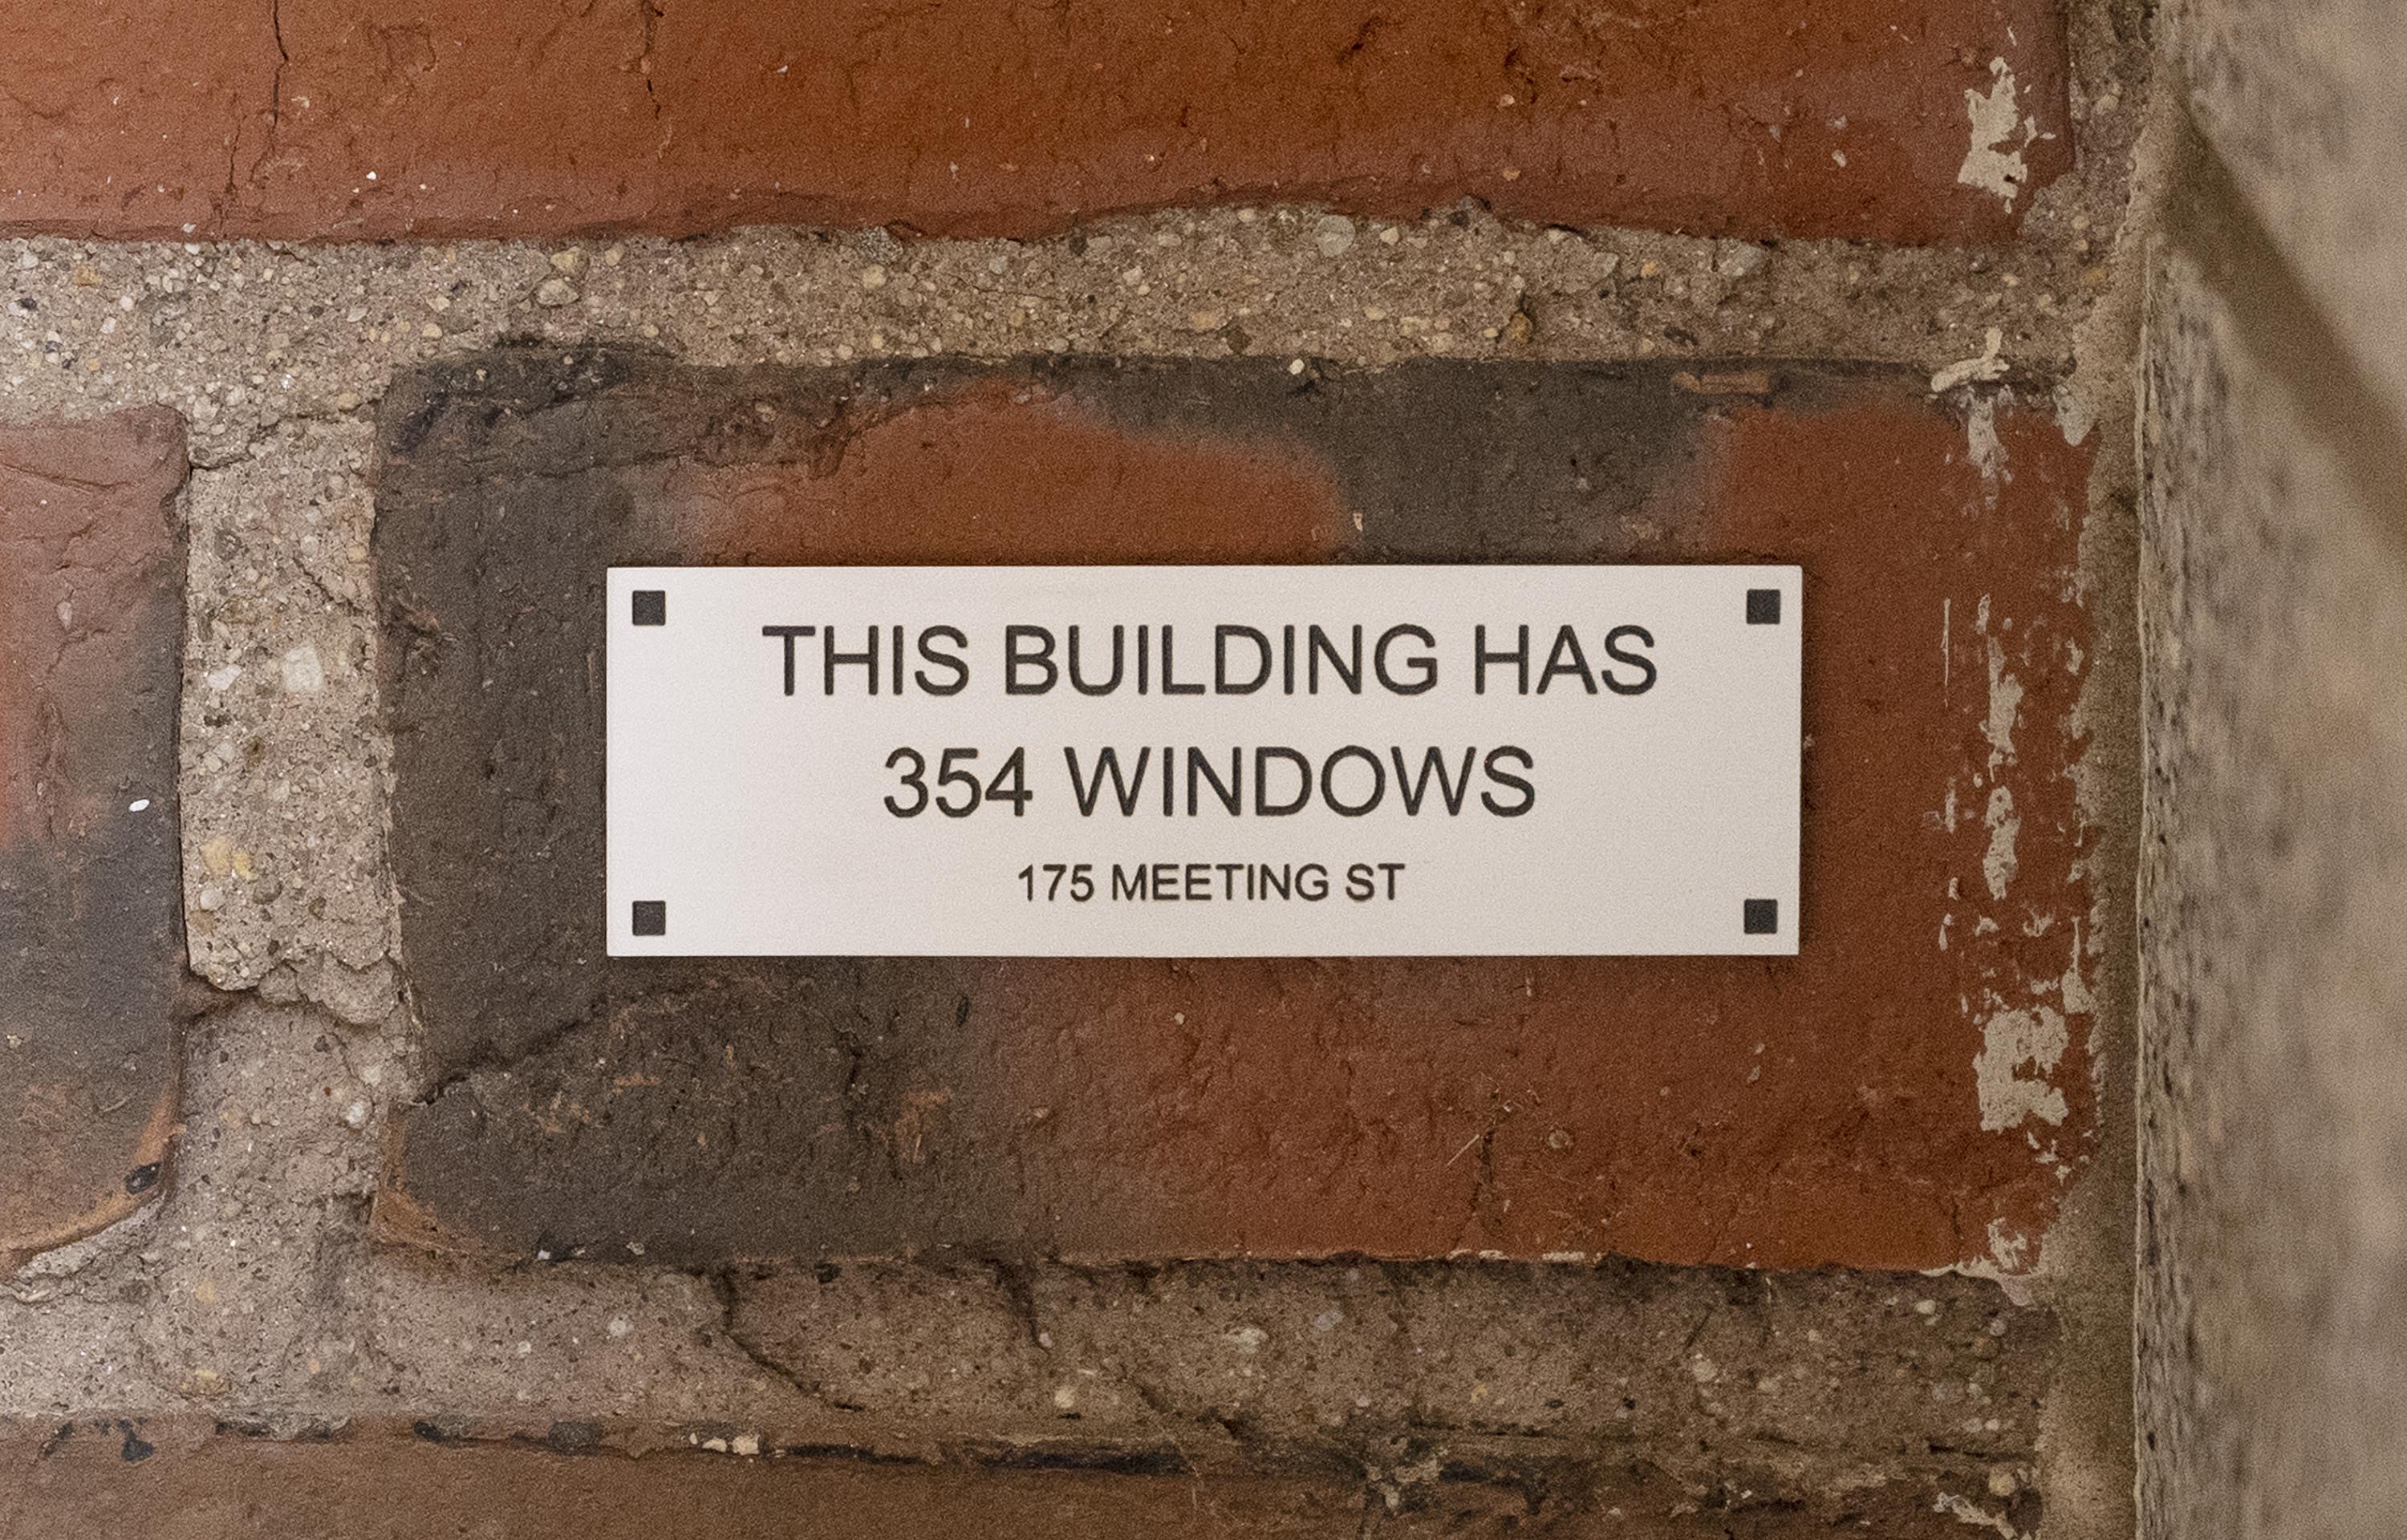 THIS BUILDING HAS
354 WINDOWS
175 MEETING ST